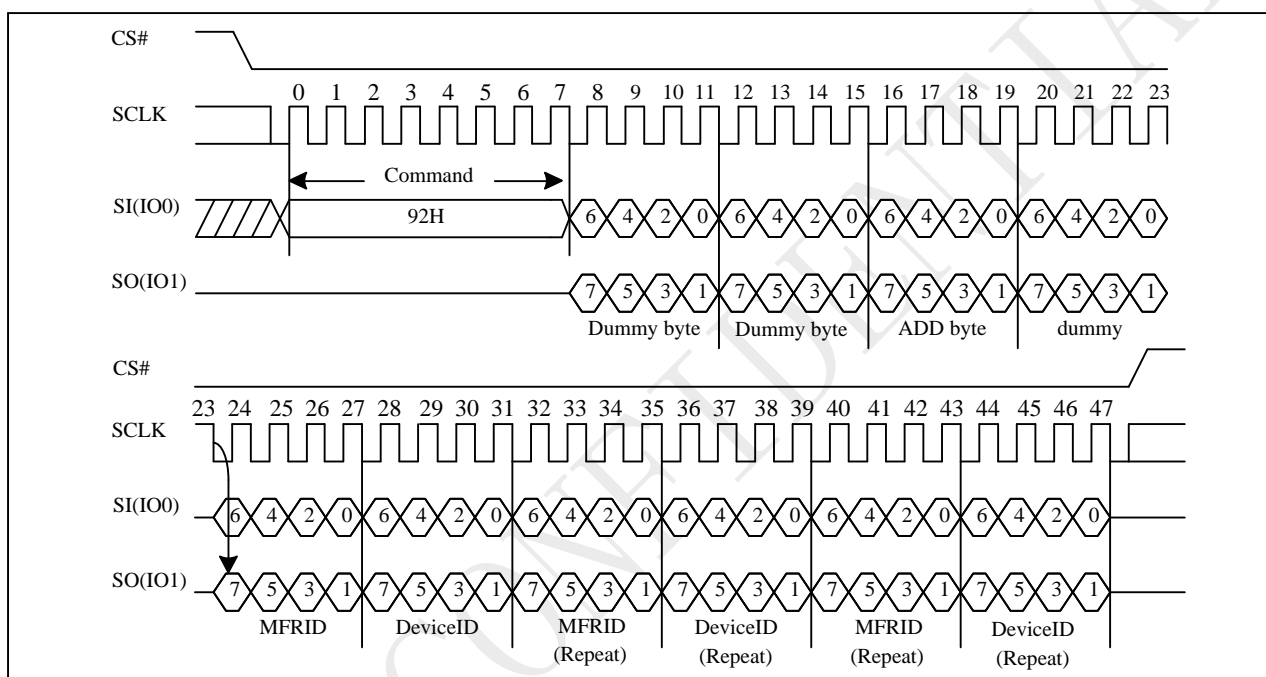 CS#
0 1 2 3 4 5 6 7 8 9 10 11 12 13 14 15 16 17 18 19 20 21 22 23
SCLK
Command
SI(IO0) 92H 6 4 2 0 6 4 2 0 6 4 2 0 6 4 2 0
SO(IO1) 7 5 3 1 7 5 3 1 7 5 3 1 7 5 3 1
Dummy byte Dummy byte ADD byte dummy
CS#
23 24 25 26 27 28 29 30 31 32 33 34 35 36 37 38 39 40 41 42 43 44 45 46 47
SCLK
SI(IO0) 6 4 2 0 6 4 2 0 6 4 2 0 6 4 2 0 6 4 2 0 6 4 2 0
SO(IO1) 7 5 3 1 7 5 3 1 7 5 3 1 7 5 3 1 7 5 3 1 7 5 3 1
MFRID DeviceID MFRID DeviceID MFRID DeviceID
(Repeat) (Repeat) (Repeat) (Repeat)
CONFIDENTIA